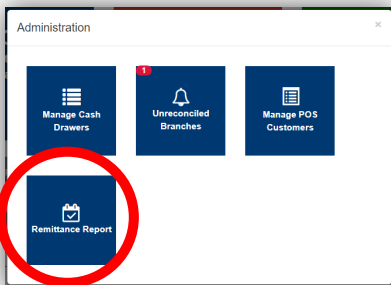 Administration
×
1
Manage Cash
Drawers
Unreconciled
Branches
Manage POS
Customers
Remittance Report